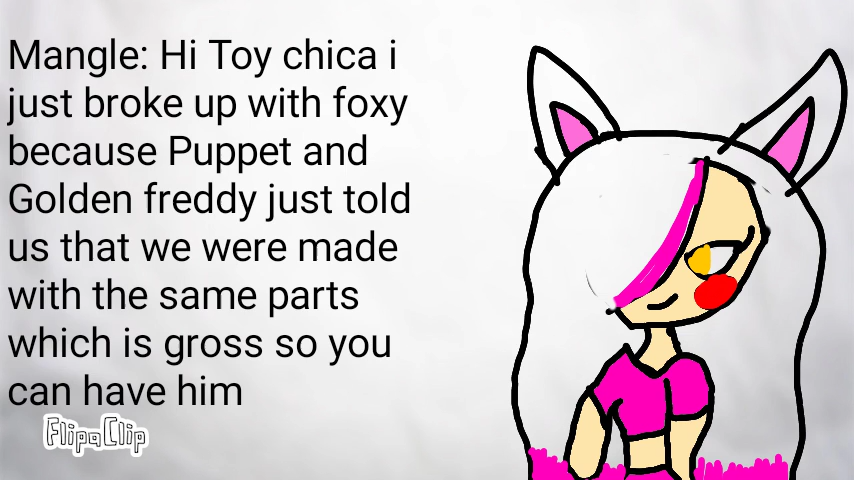 Mangle: Hi Toy chica i
just broke up with foxy
because Puppet and
Golden freddy just told
us that we were made
with the same parts
which is gross so you
can have him
FlipaClip